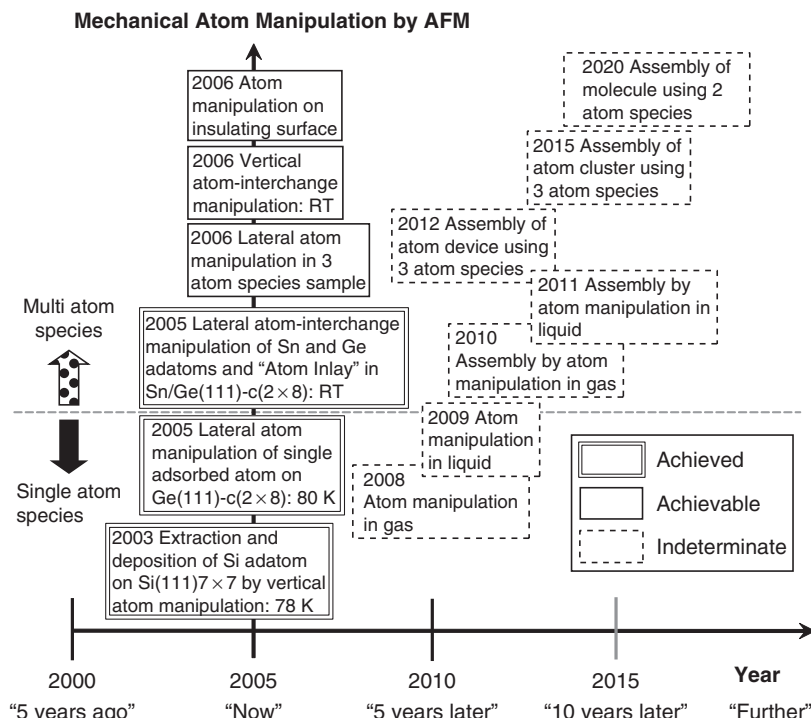 Mechanical Atom Manipulation by AFM
2006 Atom
manipulation on
insulating surface
2006 Vertical
atom-interchange
manipulation: RT
2006 Lateral atom
manipulation in 3
atom species sample
2005 Lateral atom-interchange
manipulation of Sn and Ge
adatoms and “Atom Inlay” in
Sn/Ge(111)-c(2×8): RT
2005 Lateral atom
manipulation of single
adsorbed atom on
Ge(111)-c(2×8): 80 K
2003 Extraction and
deposition of Si adatom
on Si(111)7×7 by vertical
atom manipulation: 78 K
2020 Assembly of
molecule using 2
atom species
2015 Assembly of
atom cluster using
3 atom species
2012 Assembly of
atom device using
3 atom species
2011 Assembly by
atom manipulation in
liquid
2010
Assembly by atom
manipulation in gas
2009 Atom
manipulation
in liquid
2008
Atom manipulation
in gas
Multi atom
species
Single atom
species
Achieved
Achievable
Indeterminate
2000
2005
2010
2015
Year
“5 years ago”
“Now”
“5 years later”
“10 years later”
“Further”